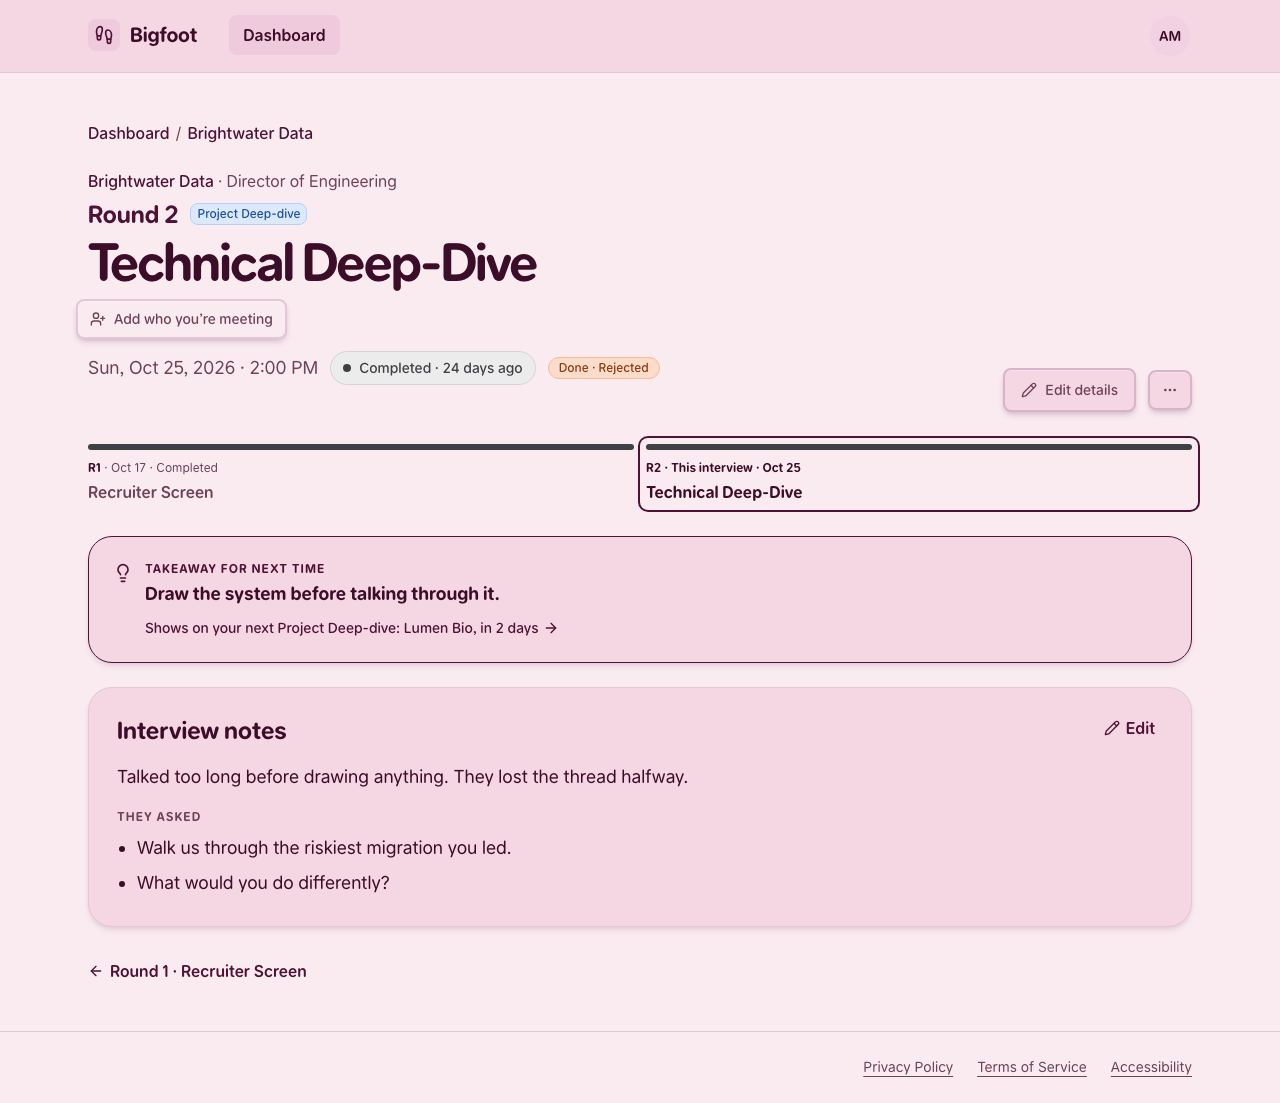 Bigfoot
Dashboard
AM
Dashboard / Brightwater Data
Brightwater Data · Director of Engineering
Round 2
Project Deep-dive
Technical Deep-Dive
Add who you’re meeting
Sun, Oct 25, 2026 · 2:00 PM
Completed · 24 days ago
Done · Rejected
Edit details
R1 · Oct 17 · Completed
Recruiter Screen
R2 · This interview · Oct 25
Technical Deep-Dive
TAKEAWAY FOR NEXT TIME
Draw the system before talking through it.
Shows on your next Project Deep-dive: Lumen Bio, in 2 days →
Interview notes
Edit
Talked too long before drawing anything. They lost the thread halfway.
THEY ASKED
• Walk us through the riskiest migration you led.
• What would you do differently?
← Round 1 · Recruiter Screen
Privacy Policy
Terms of Service
Accessibility